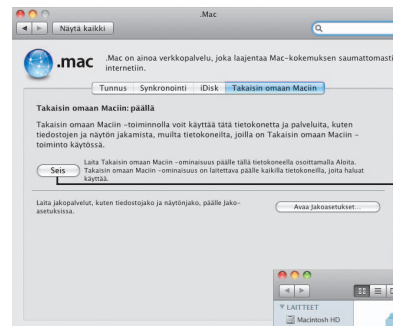 .Mac
Näytä kaikki
.mac
.Mac on ainoa verkkopalvelu, joka laajentaa Mac-kokemuksen saumattomasti
internetiin.
Tunnus Synkronointi iDisk Takaisin omaan Maciin
Takaisin omaan Maciin: päällä
Takaisin omaan Maciin -toiminnolla voit käyttää tätä tietokonetta ja palveluita, kuten
tiedostojen ja näytön jakamista, muilta tietokoneilta, joilla on Takaisin omaan Maciin -
toiminto käytössä.
Seis
Laita Takaisin omaan Maciin -ominaisuus päälle tällä tietokoneella osoittamalla Aloita.
Takaisin omaan Maciin -ominaisuus on laitettava päälle kaikilla tietokoneilla, joita haluat
käyttää.
Laita jakopalvelut, kuten tiedostojako ja näytönjako, päälle Jako-
asetuksissa.
Avaa Jakoasetukset...
LAITTEET
Macintosh HD